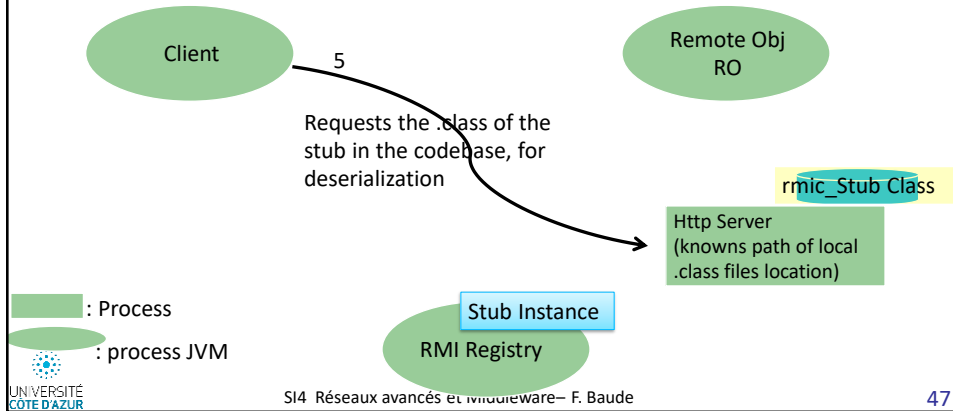 Client
5
Remote Obj
RO
Requests the .class of the
stub in the codebase, for
deserialization
rmic_Stub Class
Http Server
(knowns path of local
.class files location)
: Process
Stub Instance
: process JVM
RMI Registry
UNIVERSITÉ
CÔTE D'AZUR
SI4 Réseaux avancés et Middleware– F. Baude
47